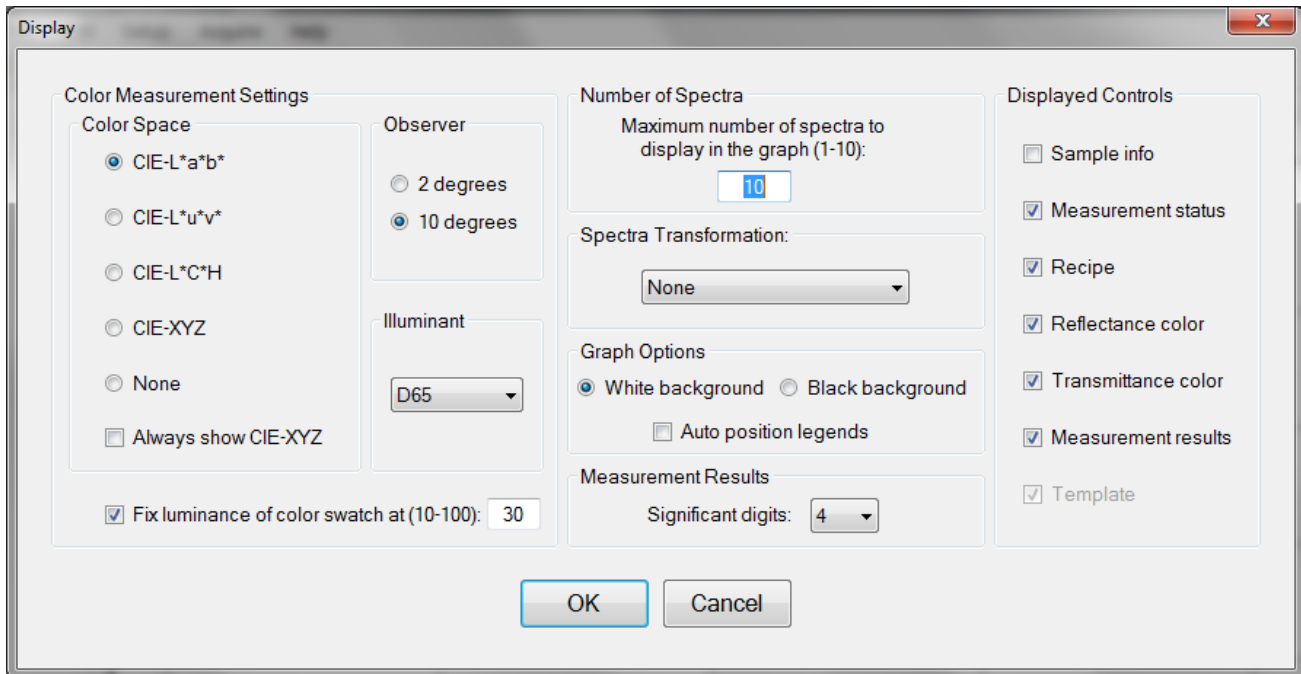 Display
Setup Acquire Help
Color Measurement Settings
Color Space
CIE-L*a*b*
CIE-L*u*v*
CIE-L*C*H
CIE-XYZ
None
Always show CIE-XYZ
Observer
2 degrees
10 degrees
Illuminant
D65
Fix luminance of color swatch at (10-100): 30
Number of Spectra
Maximum number of spectra to
display in the graph (1-10):
10
Spectra Transformation:
None
Graph Options
White background Black background
Auto position legends
Measurement Results
Significant digits: 4
Displayed Controls
Sample info
Measurement status
Recipe
Reflectance color
Transmittance color
Measurement results
Template
OK Cancel